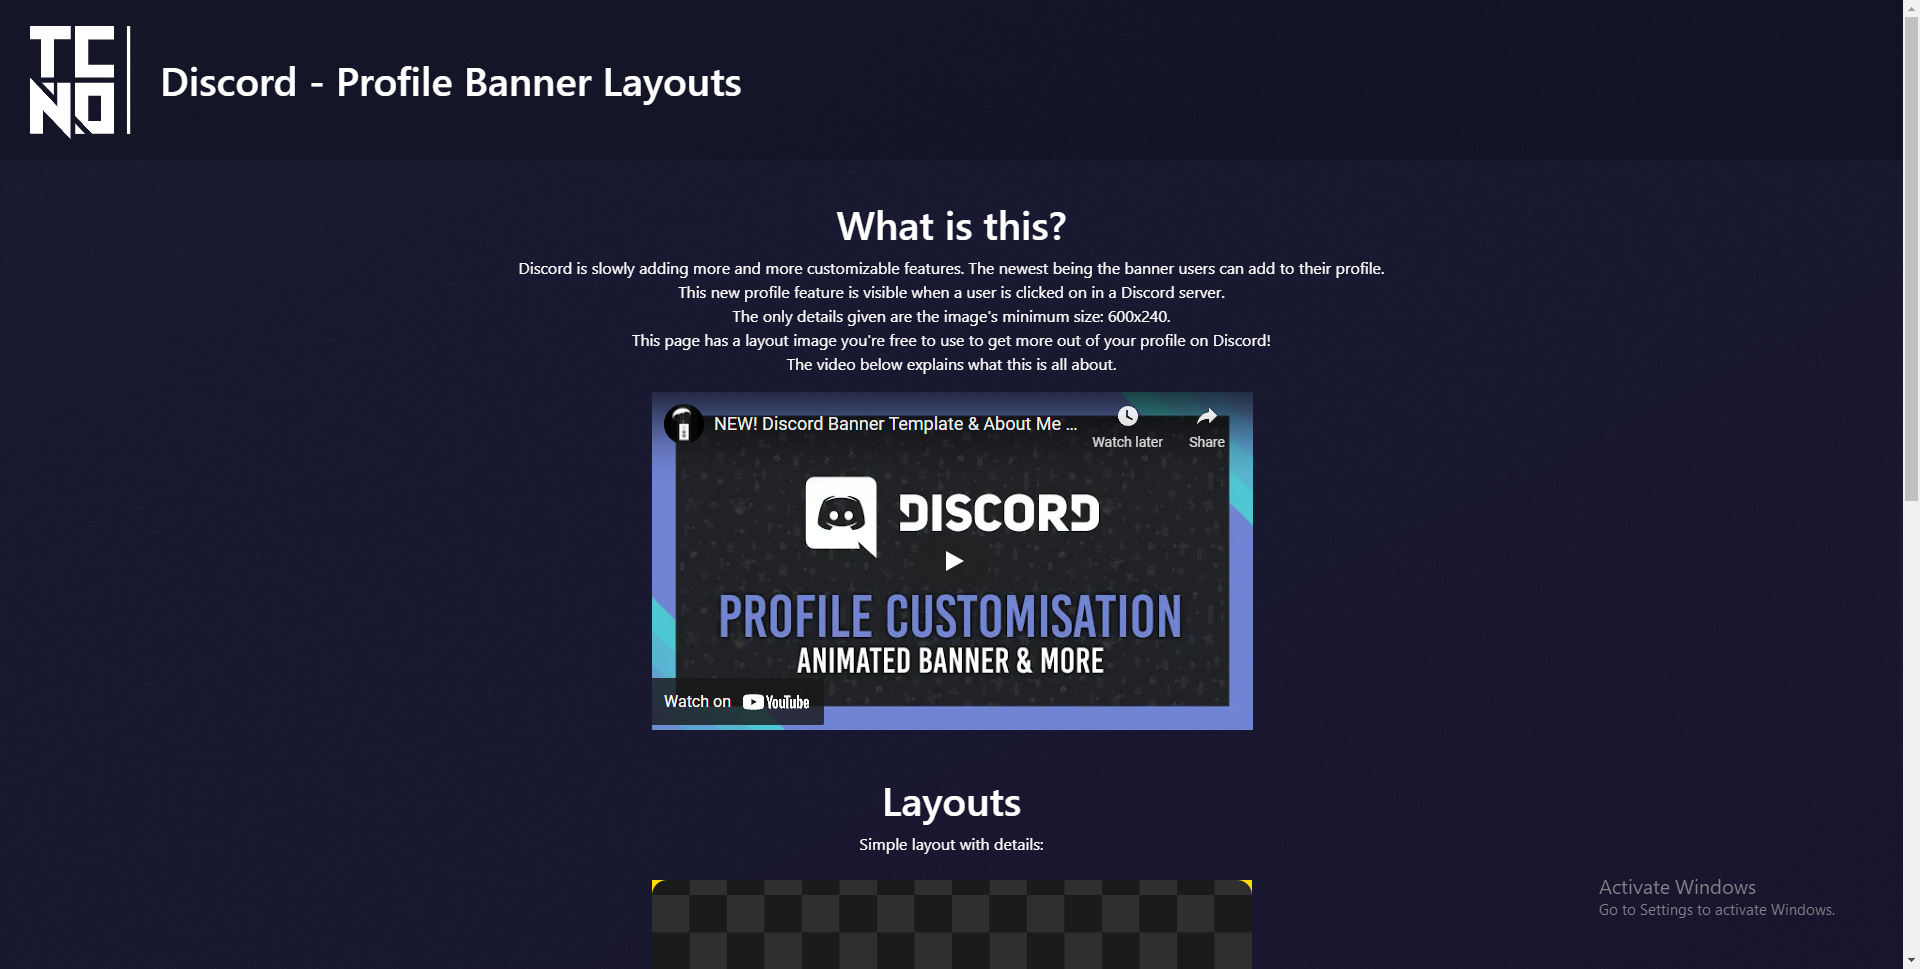 TC
NO
Discord - Profile Banner Layouts
What is this?
Discord is slowly adding more and more customizable features. The newest being the banner users can add to their profile.
This new profile feature is visible when a user is clicked on in a Discord server.
The only details given are the image's minimum size: 600x240.
This page has a layout image you're free to use to get more out of your profile on Discord!
The video below explains what this is all about.
NEW! Discord Banner Template & About Me ...
Watch later
Share
DISCORD
PROFILE CUSTOMISATION
ANIMATED BANNER & MORE
Watch on YouTube
Layouts
Simple layout with details:
Activate Windows
Go to Settings to activate Windows.